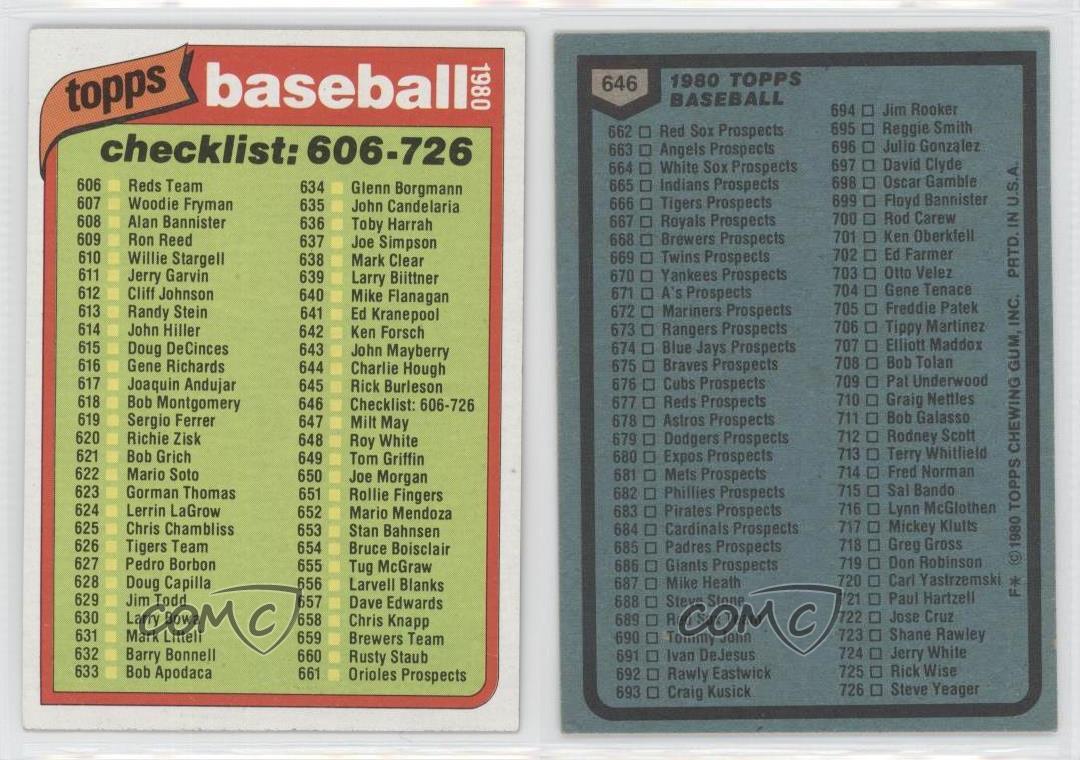 topps
baseball
1980
checklist: 606-726
606 Reds Team
607 Woodie Fryman
608 Alan Bannister
609 Ron Reed
610 Willie Stargell
611 Jerry Garvin
612 Cliff Johnson
613 Randy Stein
614 John Hiller
615 Doug DeCinces
616 Gene Richards
617 Joaquin Andujar
618 Bob Montgomery
619 Sergio Ferrer
620 Richie Zisk
621 Bob Grich
622 Mario Soto
623 Gorman Thomas
624 Lerrin LaGrow
625 Chris Chambliss
626 Tigers Team
627 Pedro Borbon
628 Doug Capilla
629 Jim Todd
630 Larry Bowa
631 Mark Littell
632 Barry Bonnell
633 Bob Apodaca
634 Glenn Borgmann
635 John Candelaria
636 Toby Harrah
637 Joe Simpson
638 Mark Clear
639 Larry Biittner
640 Mike Flanagan
641 Ed Kranepool
642 Ken Forsch
643 John Mayberry
644 Charlie Hough
645 Rick Burleson
646 Checklist: 606-726
647 Milt May
648 Roy White
649 Tom Griffin
650 Joe Morgan
651 Rollie Fingers
652 Mario Mendoza
653 Stan Bahnsen
654 Bruce Boisclair
655 Tug McGraw
656 Larvell Blanks
657 Dave Edwards
658 Chris Knapp
659 Brewers Team
660 Rusty Staub
661 Orioles Prospects
COMC
646
1980 TOPPS
BASEBALL
662 Red Sox Prospects
663 Angels Prospects
664 White Sox Prospects
665 Indians Prospects
666 Tigers Prospects
667 Royals Prospects
668 Brewers Prospects
669 Twins Prospects
670 Yankees Prospects
671 A's Prospects
672 Mariners Prospects
673 Rangers Prospects
674 Blue Jays Prospects
675 Braves Prospects
676 Cubs Prospects
677 Reds Prospects
678 Astros Prospects
679 Dodgers Prospects
680 Expos Prospects
681 Mets Prospects
682 Phillies Prospects
683 Pirates Prospects
684 Cardinals Prospects
685 Padres Prospects
686 Giants Prospects
687 Mike Heath
688 Steve Stone
689 Red Sox
690 Tommy John
691 Ivan DeJesus
692 Rawly Eastwick
693 Craig Kusick
694 Jim Rooker
695 Reggie Smith
696 Julio Gonzalez
697 David Clyde
698 Oscar Gamble
699 Floyd Bannister
700 Rod Carew
701 Ken Oberkfell
702 Ed Farmer
703 Otto Velez
704 Gene Tenace
705 Freddie Patek
706 Tippy Martinez
707 Elliott Maddox
708 Bob Tolan
709 Pat Underwood
710 Graig Nettles
711 Bob Galasso
712 Rodney Scott
713 Terry Whitfield
714 Fred Norman
715 Sal Bando
716 Lynn McGlothen
717 Mickey Klutts
718 Greg Gross
719 Don Robinson
720 Carl Yastrzemski
721 Paul Hartzell
722 Jose Cruz
723 Shane Rawley
724 Jerry White
725 Rick Wise
726 Steve Yeager
F* © 1980 TOPPS CHEWING GUM, INC. PRTD. IN U.S.A.
COMC